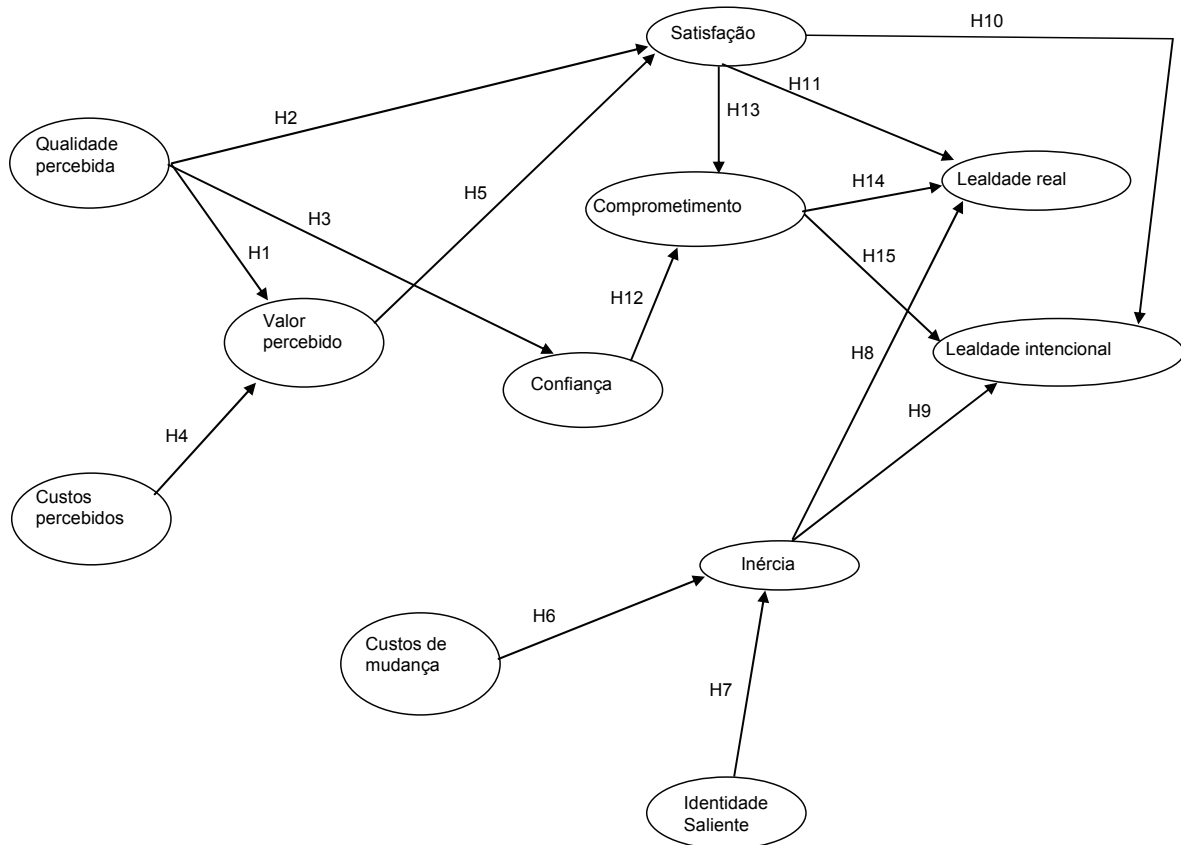 Satisfação
H10
H11
H13
H2
Qualidade
percebida
H5
H14
Lealdade real
H3
Comprometimento
H1
H15
H12
Valor
percebido
H8
Lealdade intencional
Confiança
H9
H4
Custos
percebidos
Inércia
H6
Custos de
mudança
H7
Identidade
Saliente